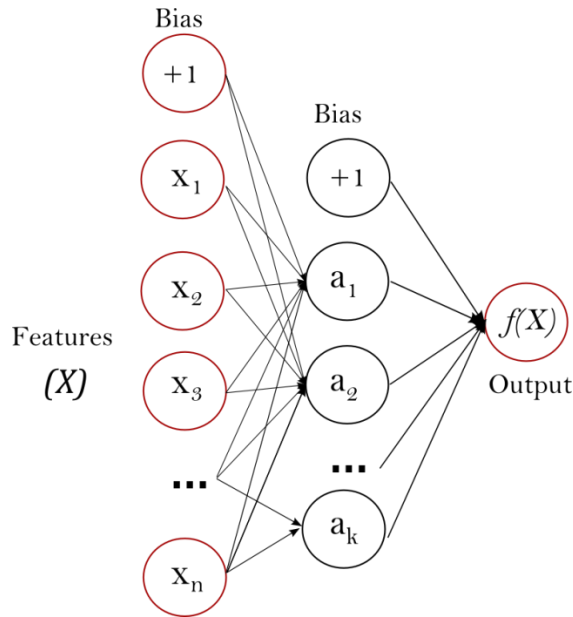 Bias
+1
x1
x2
x3
...
xn
Features
(X)
Bias
+1
a1
a2
...
ak
f(X)
Output